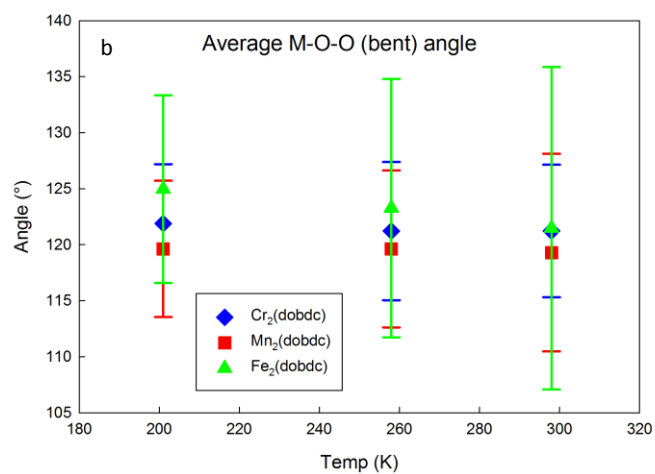 b
Average M-O-O (bent) angle
140
135
130
125
120
115
110
105
Angle (°)
Cr₂(dobdc)
Mn₂(dobdc)
Fe₂(dobdc)
180
200
220
240
260
280
300
320
Temp (K)